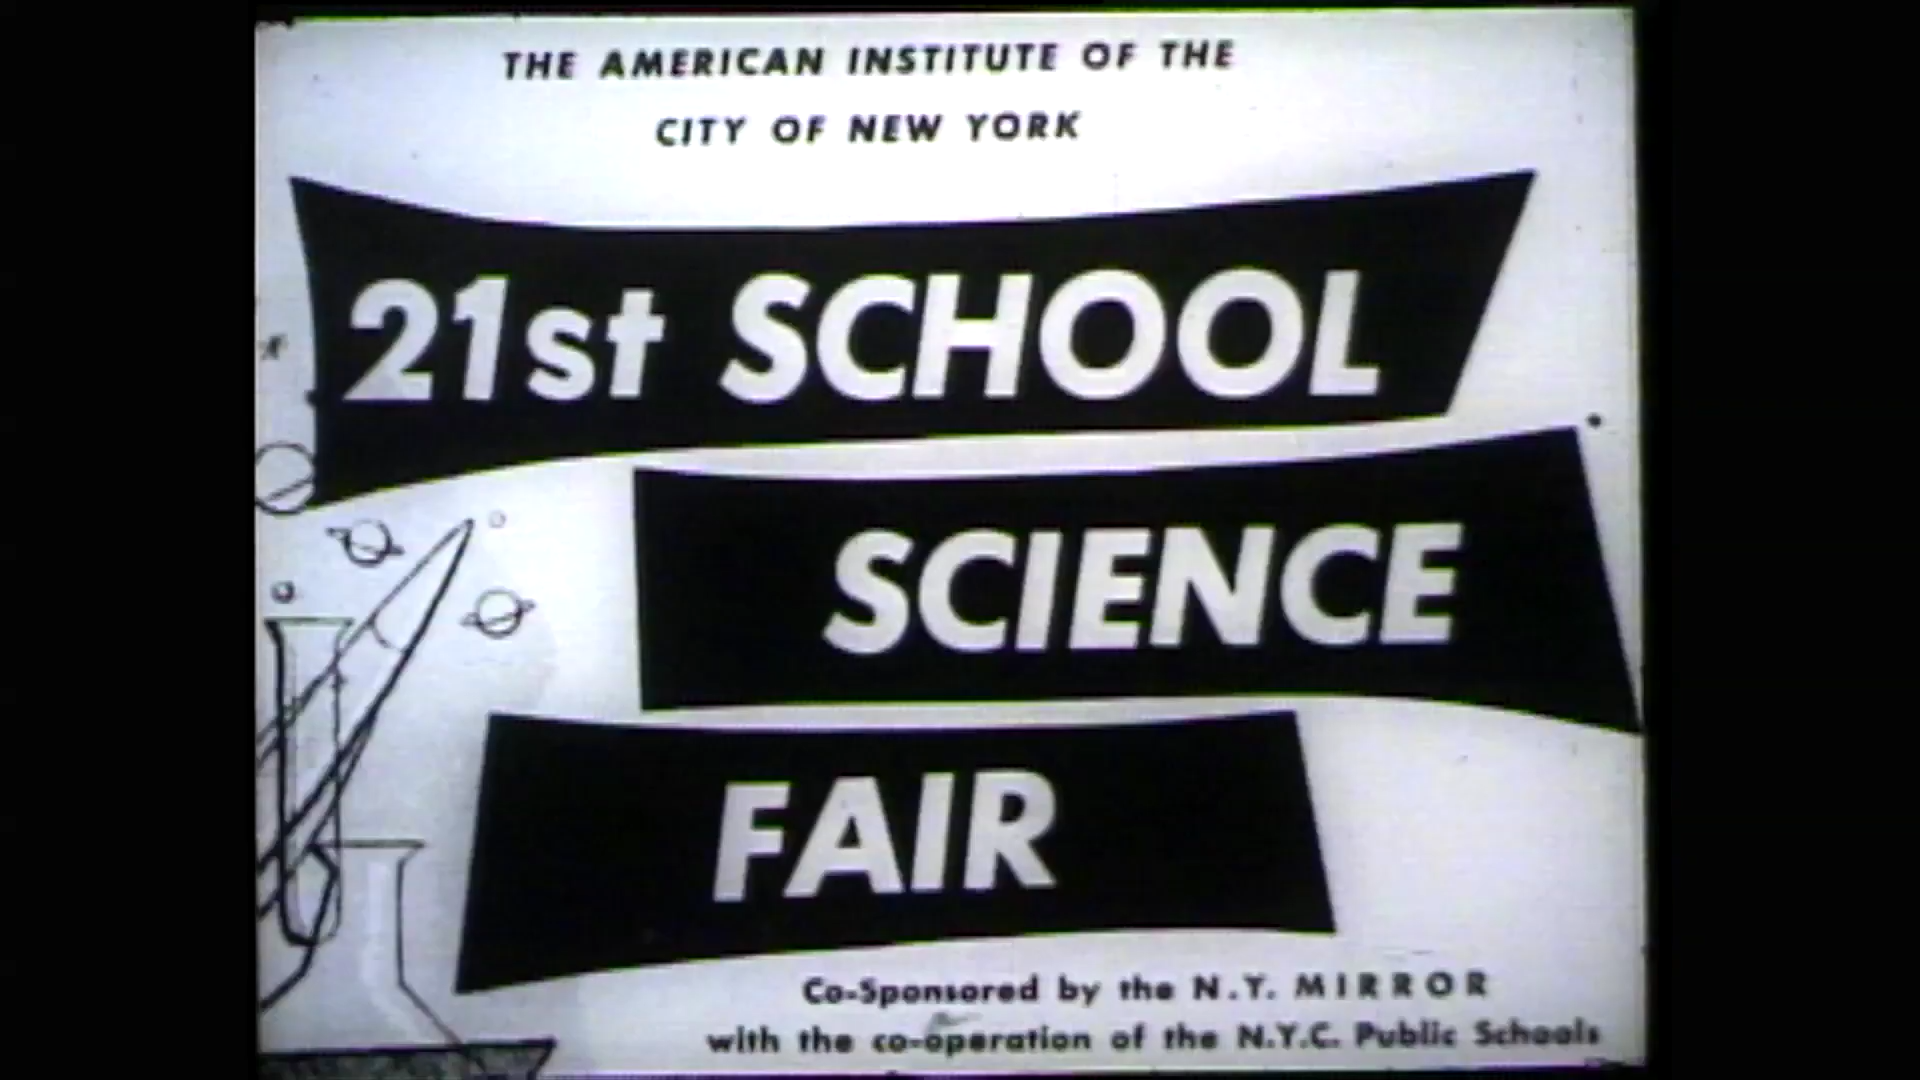 THE AMERICAN INSTITUTE OF THE
CITY OF NEW YORK
21st SCHOOL
SCIENCE
FAIR
Co-Sponsored by the N.Y. MIRROR
with the co-operation of the N.Y.C. Public Schools